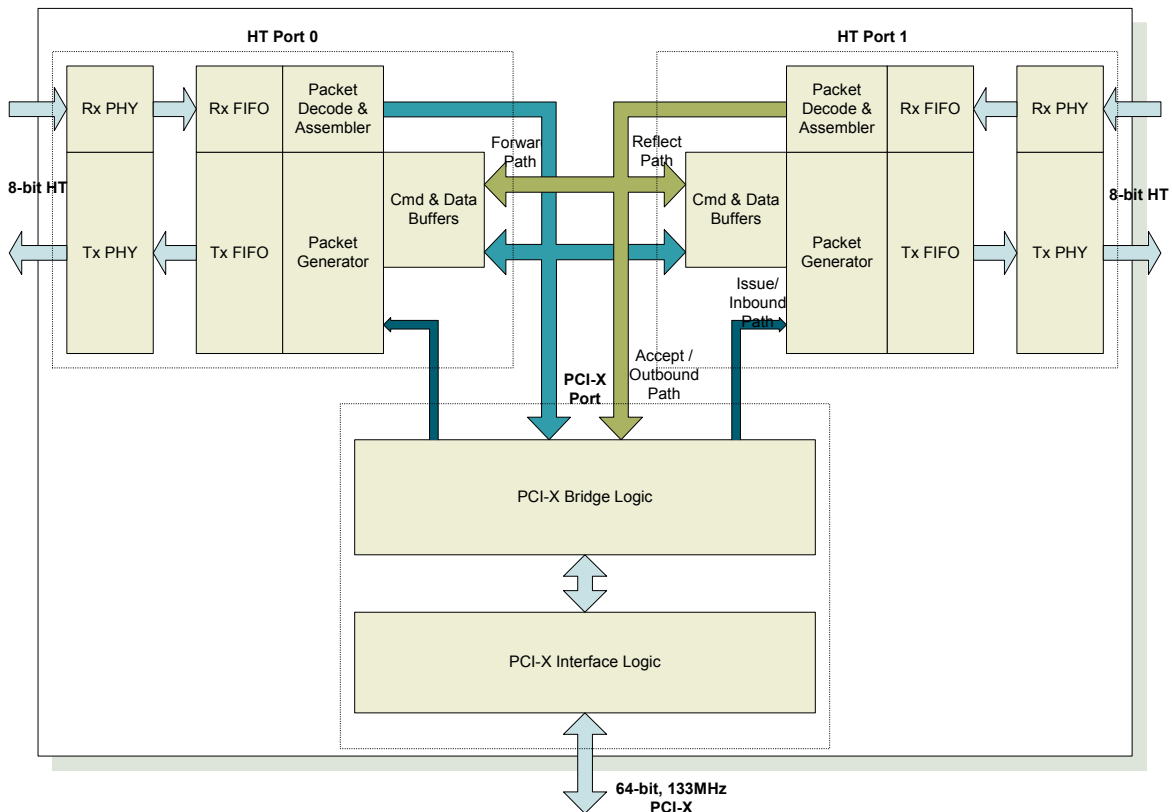 HT Port 0
HT Port 1
Rx PHY
Rx FIFO
Packet
Decode &
Assembler
Packet
Decode &
Assembler
Rx FIFO
Rx PHY
Forwar
Path
Reflect
Path
8-bit HT
8-bit HT
Cmd & Data
Buffers
Cmd & Data
Buffers
Tx PHY
Tx FIFO
Packet
Generator
Packet
Generator
Tx FIFO
Tx PHY
Issue/
Inbound
Path
Accept /
Outbound
Path
PCI-X
Port
PCI-X Bridge Logic
PCI-X Interface Logic
64-bit, 133MHz
PCI-X